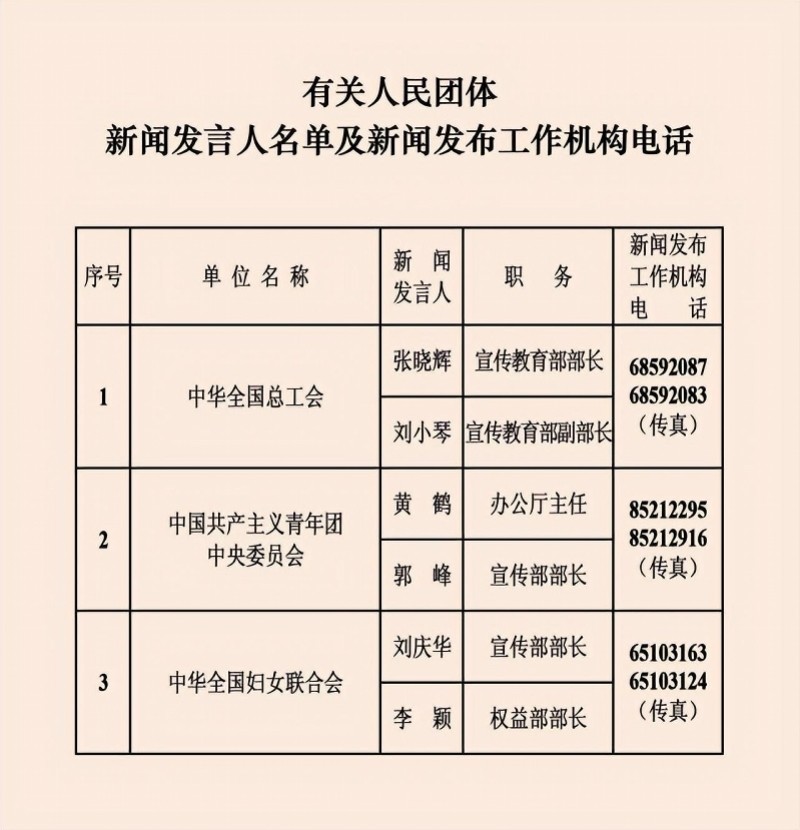 有关人民团体
新闻发言人名单及新闻发布工作机构电话
序号
单位名称
新闻
发言人
职务
新闻发布
工作机构
电话
1
中华全国总工会
张晓辉
宣传教育部部长
刘小琴
宣传教育部副部长
68592087
68592083
（传真）
2
中国共产主义青年团
中央委员会
黄鹤
办公厅主任
郭峰
宣传部部长
85212295
85212916
（传真）
3
中华全国妇女联合会
刘庆华
宣传部部长
李颖
权益部部长
65103163
65103124
（传真）